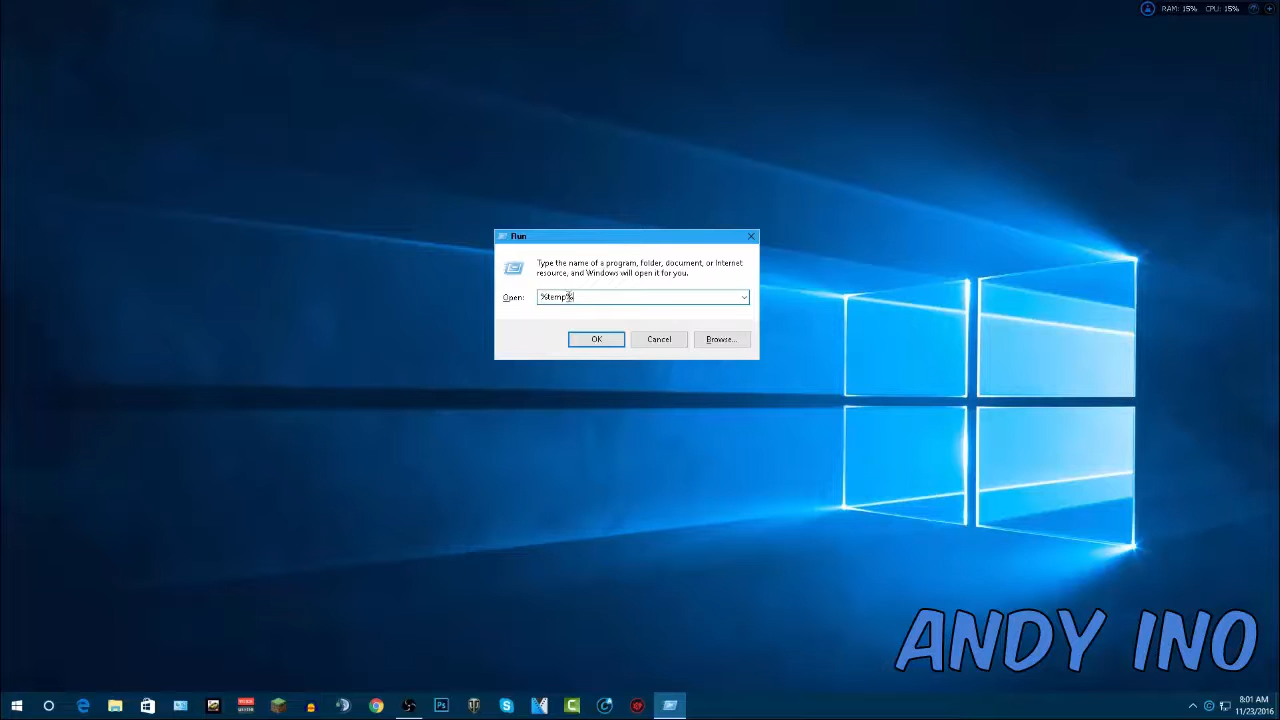 RAM: 15% CPU: 15%
Run
Type the name of a program, folder, document, or Internet
resource, and Windows will open it for you.
Open: %temp%
OK Cancel Browse...
ANDY INO
Ps
8:01 AM
11/23/2016